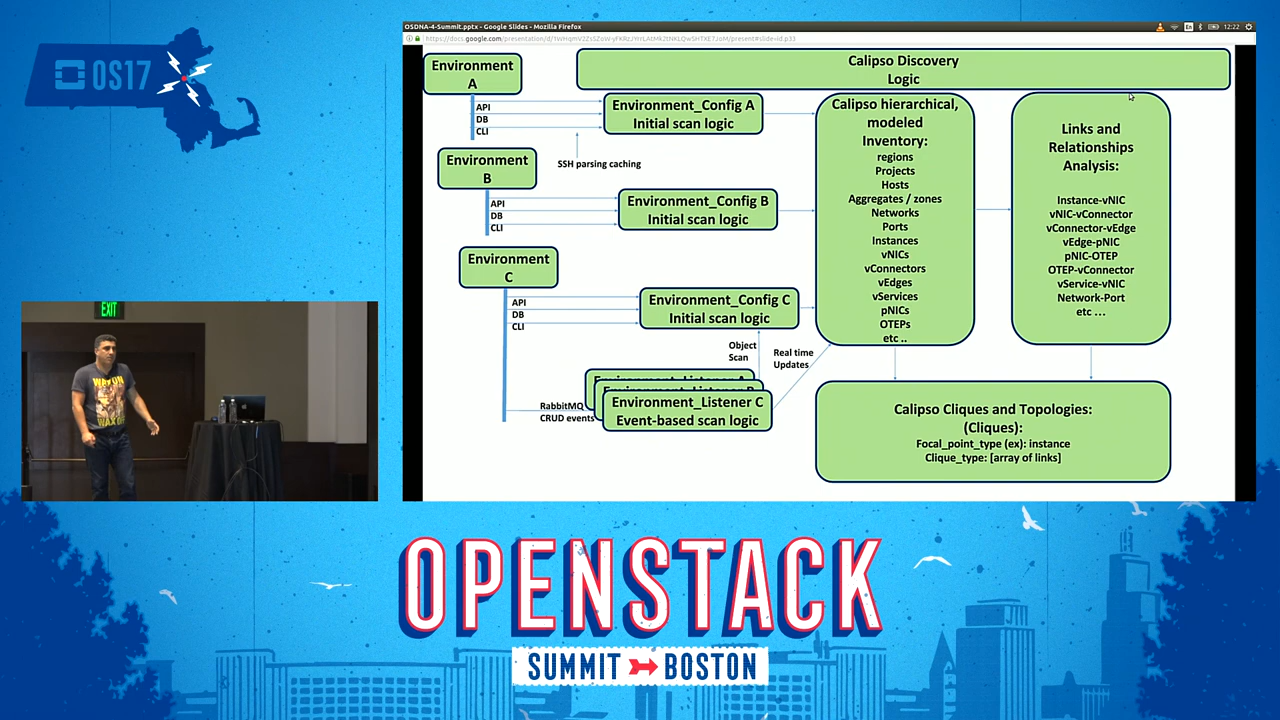 OS17
OSDNA-4-Summit.pptx - Google Slides - Mozilla Firefox
En
12:22
EXIT
WAX ON
WAX OFF
Calipso Discovery
Logic
Environment
A
API
DB
CLI
Environment_Config A
Initial scan logic
SSH parsing caching
Environment
B
API
DB
CLI
Environment_Config B
Initial scan logic
Environment
C
API
DB
CLI
Environment_Config C
Initial scan logic
Object
Scan
Real time
Updates
RabbitMQ
CRUD events
Environment_Listener C
Event-based scan logic
Calipso hierarchical,
modeled
Inventory:
regions
Projects
Hosts
Aggregates / zones
Networks
Ports
Instances
vNICs
vConnectors
vEdges
vServices
pNICs
OTEPs
etc ..
Links and
Relationships
Analysis:
Instance-vNIC
vNIC-vConnector
vConnector-vEdge
vEdge-pNIC
pNIC-OTEP
OTEP-vConnector
vService-vNIC
Network-Port
etc ...
Calipso Cliques and Topologies:
(Cliques):
Focal_point_type (ex): instance
Clique_type: [array of links]
OPENSTACK
SUMMIT BOSTON